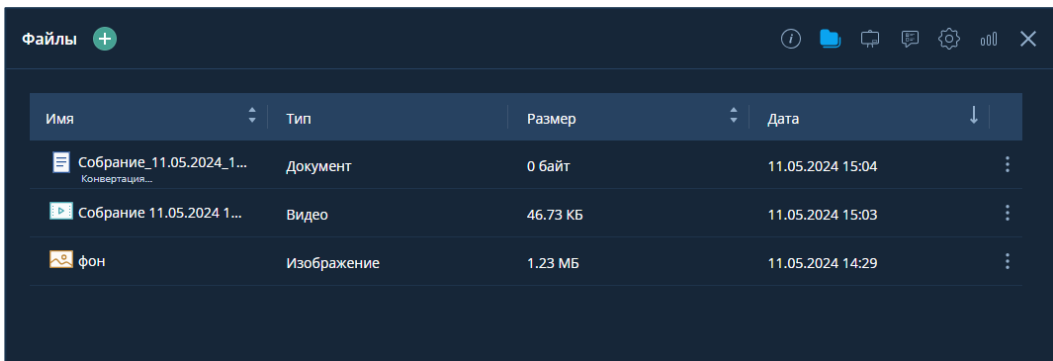 Файлы
Имя Тип Размер Дата
Собрание_11.05.2024_1... Документ 0 байт 11.05.2024 15:04
Конвертация...
Собрание 11.05.2024 1... Видео 46.73 КБ 11.05.2024 15:03
фон Изображение 1.23 МБ 11.05.2024 14:29